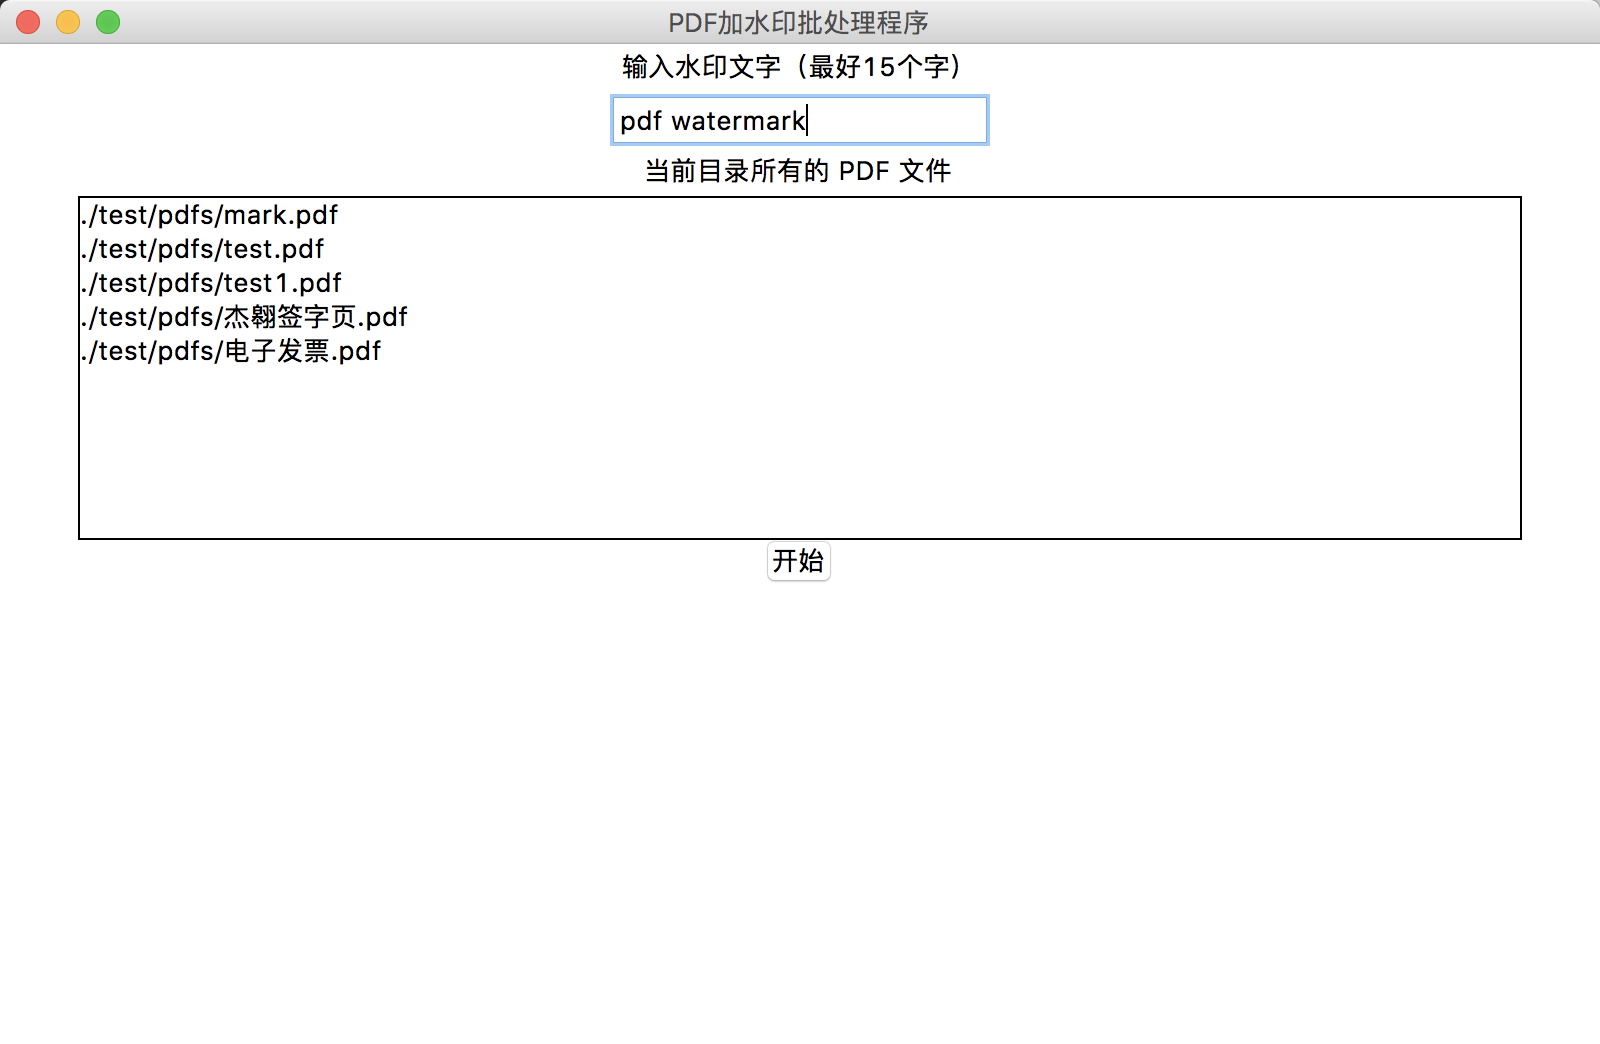 PDF加水印批处理程序
输入水印文字（最好15个字）
pdf watermark
当前目录所有的 PDF 文件
./test/pdfs/mark.pdf
./test/pdfs/test.pdf
./test/pdfs/test1.pdf
./test/pdfs/杰翱签字页.pdf
./test/pdfs/电子发票.pdf
开始